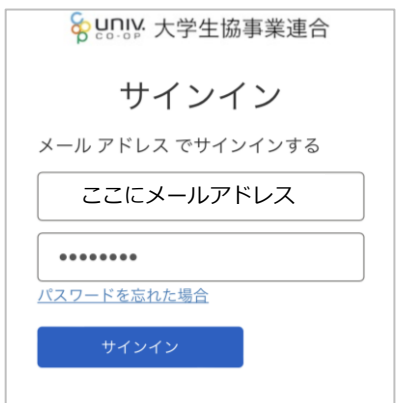 univ. 大学生協事業連合
CO-OP
サインイン
メール アドレス でサインインする
ここにメールアドレス
••••••••
パスワードを忘れた場合
サインイン